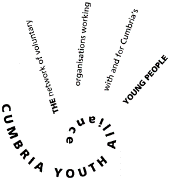 THE network of voluntary
organisations working
with and for Cumbria's
YOUNG PEOPLE
CUMBRIA YOUTH Alliance